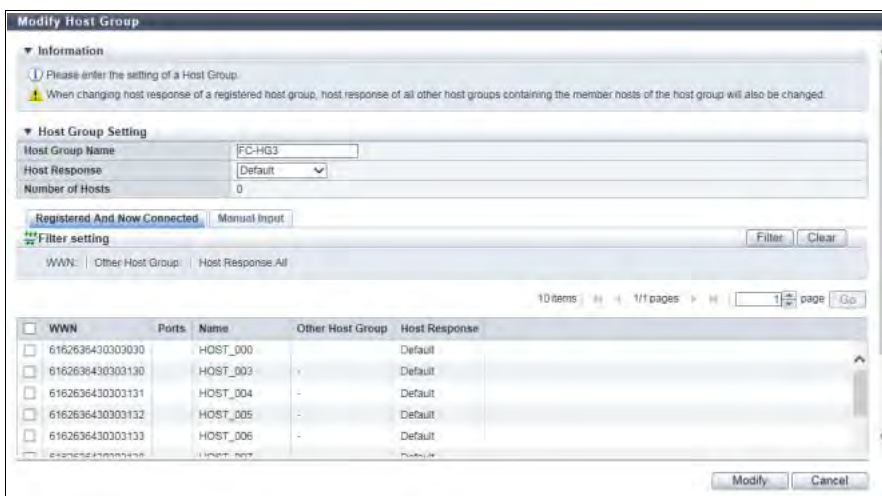 Modify Host Group
Information
Please enter the setting of a Host Group.
When changing host response of a registered host group, host response of all other host groups containing the member hosts of the host group will also be changed.
Host Group Setting
Host Group Name FC-HG3
Host Response Default
Number of Hosts 0
Registered And Now Connected Manual Input
Filter setting Filter Clear
WWN: Other Host Group: Host Response:All
10 items 1/1 pages 1 page Go
WWN Ports Name Other Host Group Host Response
6162636430303030 HOST_000 Default
6162636430303130 HOST_003 - Default
6162636430303131 HOST_004 - Default
6162636430303132 HOST_005 - Default
6162636430303133 HOST_006 - Default
Modify Cancel